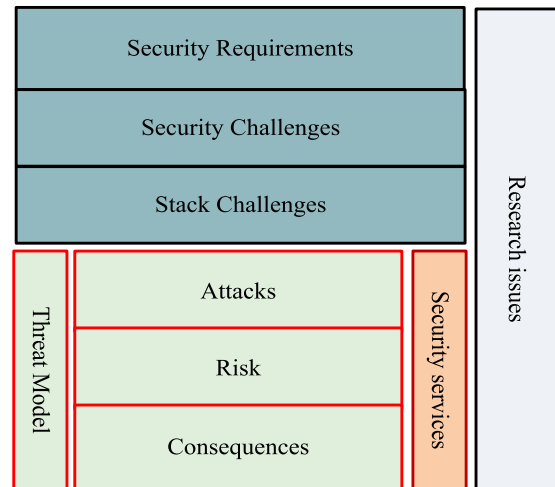 Security Requirements
Security Challenges
Stack Challenges
Research issues
Threat Model
Attacks
Risk
Consequences
Security services